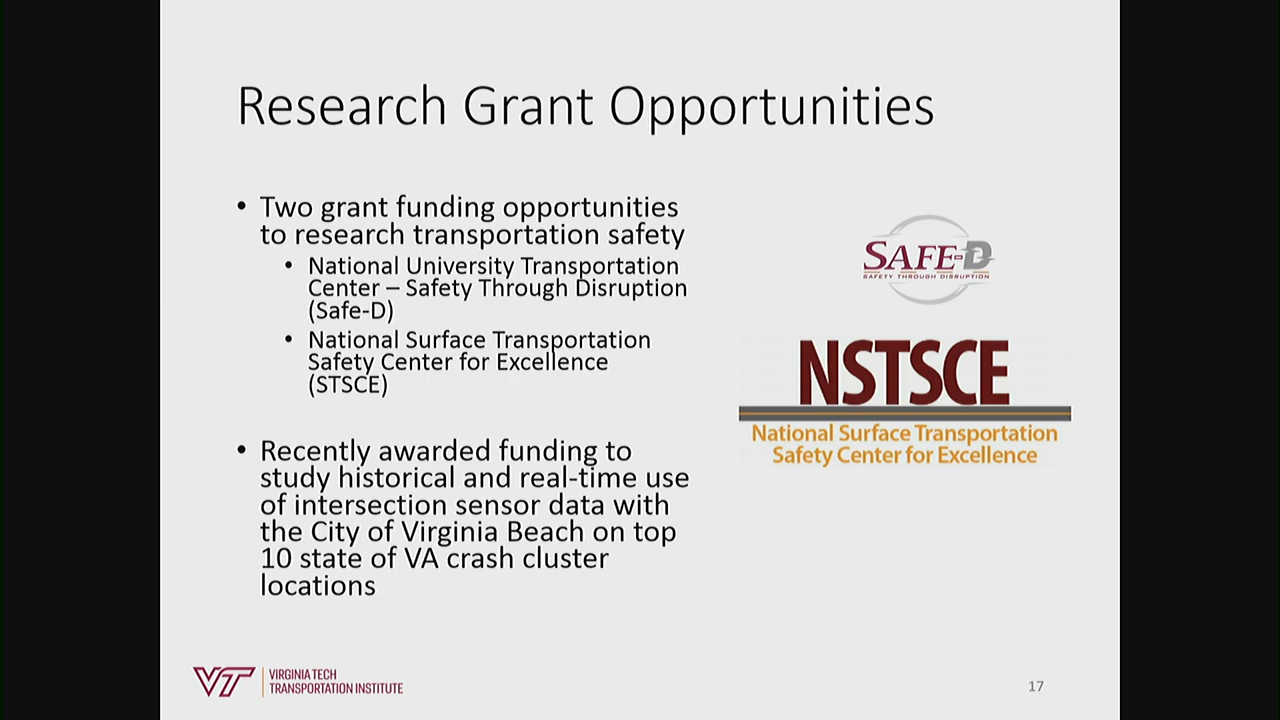 Research Grant Opportunities
• Two grant funding opportunities
to research transportation safety
• National University Transportation
Center – Safety Through Disruption
(Safe-D)
• National Surface Transportation
Safety Center for Excellence
(STSCE)
• Recently awarded funding to
study historical and real-time use
of intersection sensor data with
the City of Virginia Beach on top
10 state of VA crash cluster
locations
SAFE-D
SAFETY THROUGH DISRUPTION
NSTSCE
National Surface Transportation
Safety Center for Excellence
VT
VIRGINIA TECH
TRANSPORTATION INSTITUTE
17